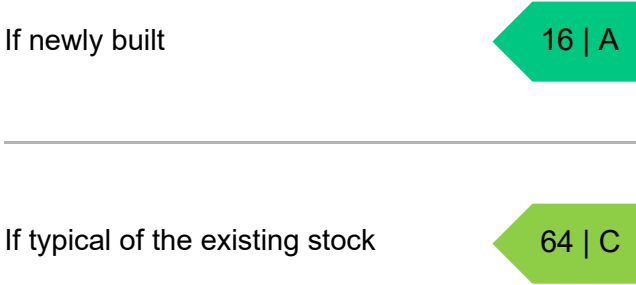 If newly built 16 | A
If typical of the existing stock 64 | C